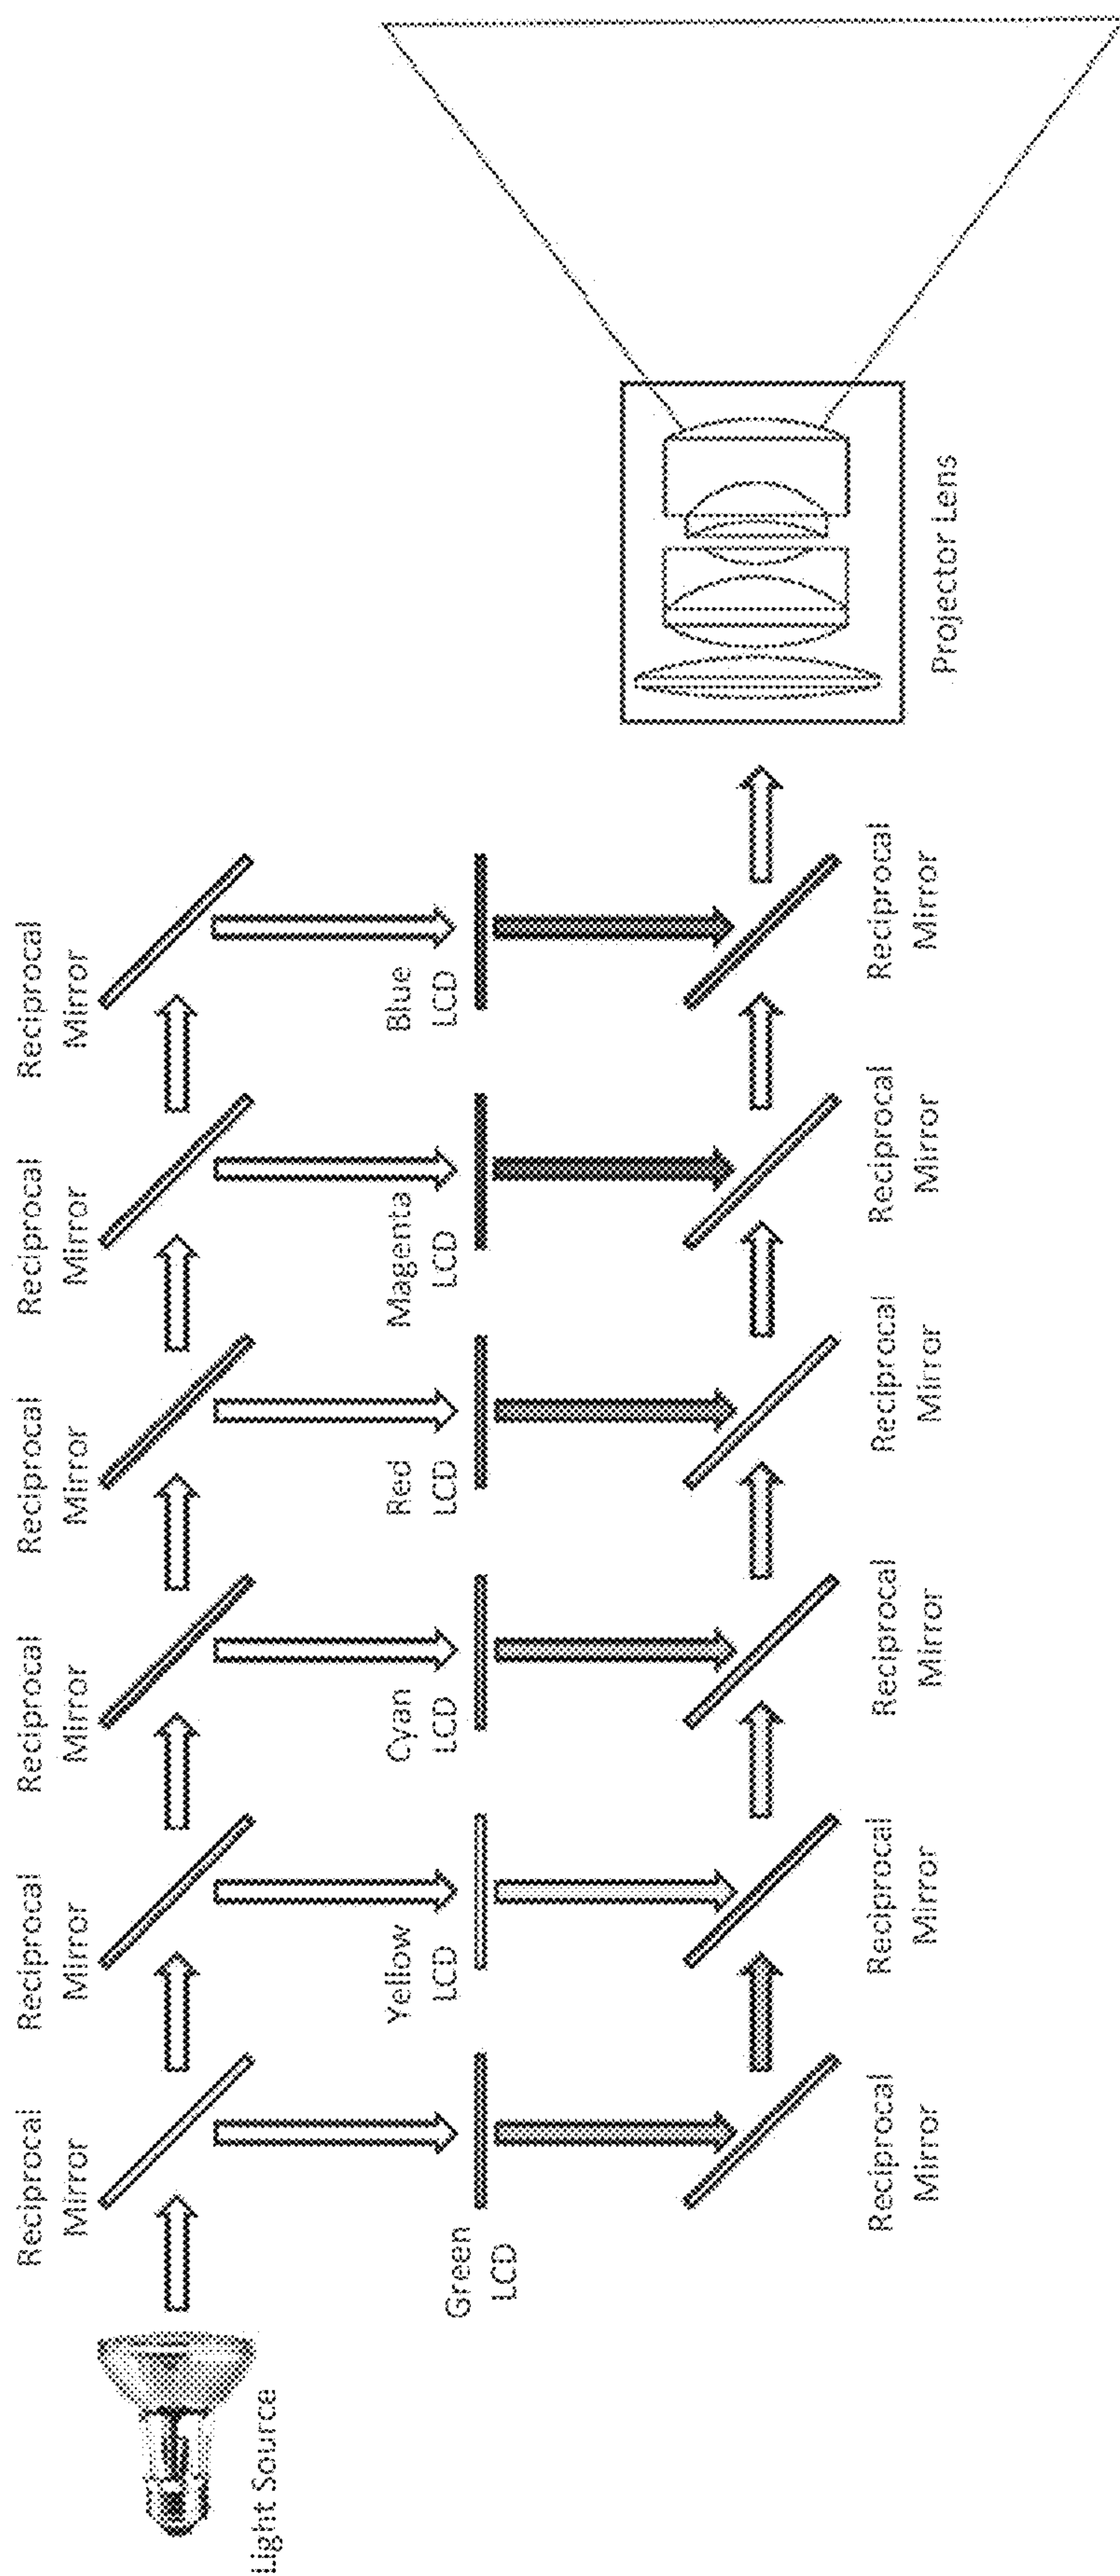 Reciprocal
Mirror
Reciprocal
Mirror
Reciprocal
Mirror
Reciprocal
Mirror
Reciprocal
Mirror
Reciprocal
Mirror
Light Source
Green
LCD
Yellow
LCD
Cyan
LCD
Red
LCD
Magenta
LCD
Blue
LCD
Reciprocal
Mirror
Reciprocal
Mirror
Reciprocal
Mirror
Reciprocal
Mirror
Reciprocal
Mirror
Reciprocal
Mirror
Projector Lens